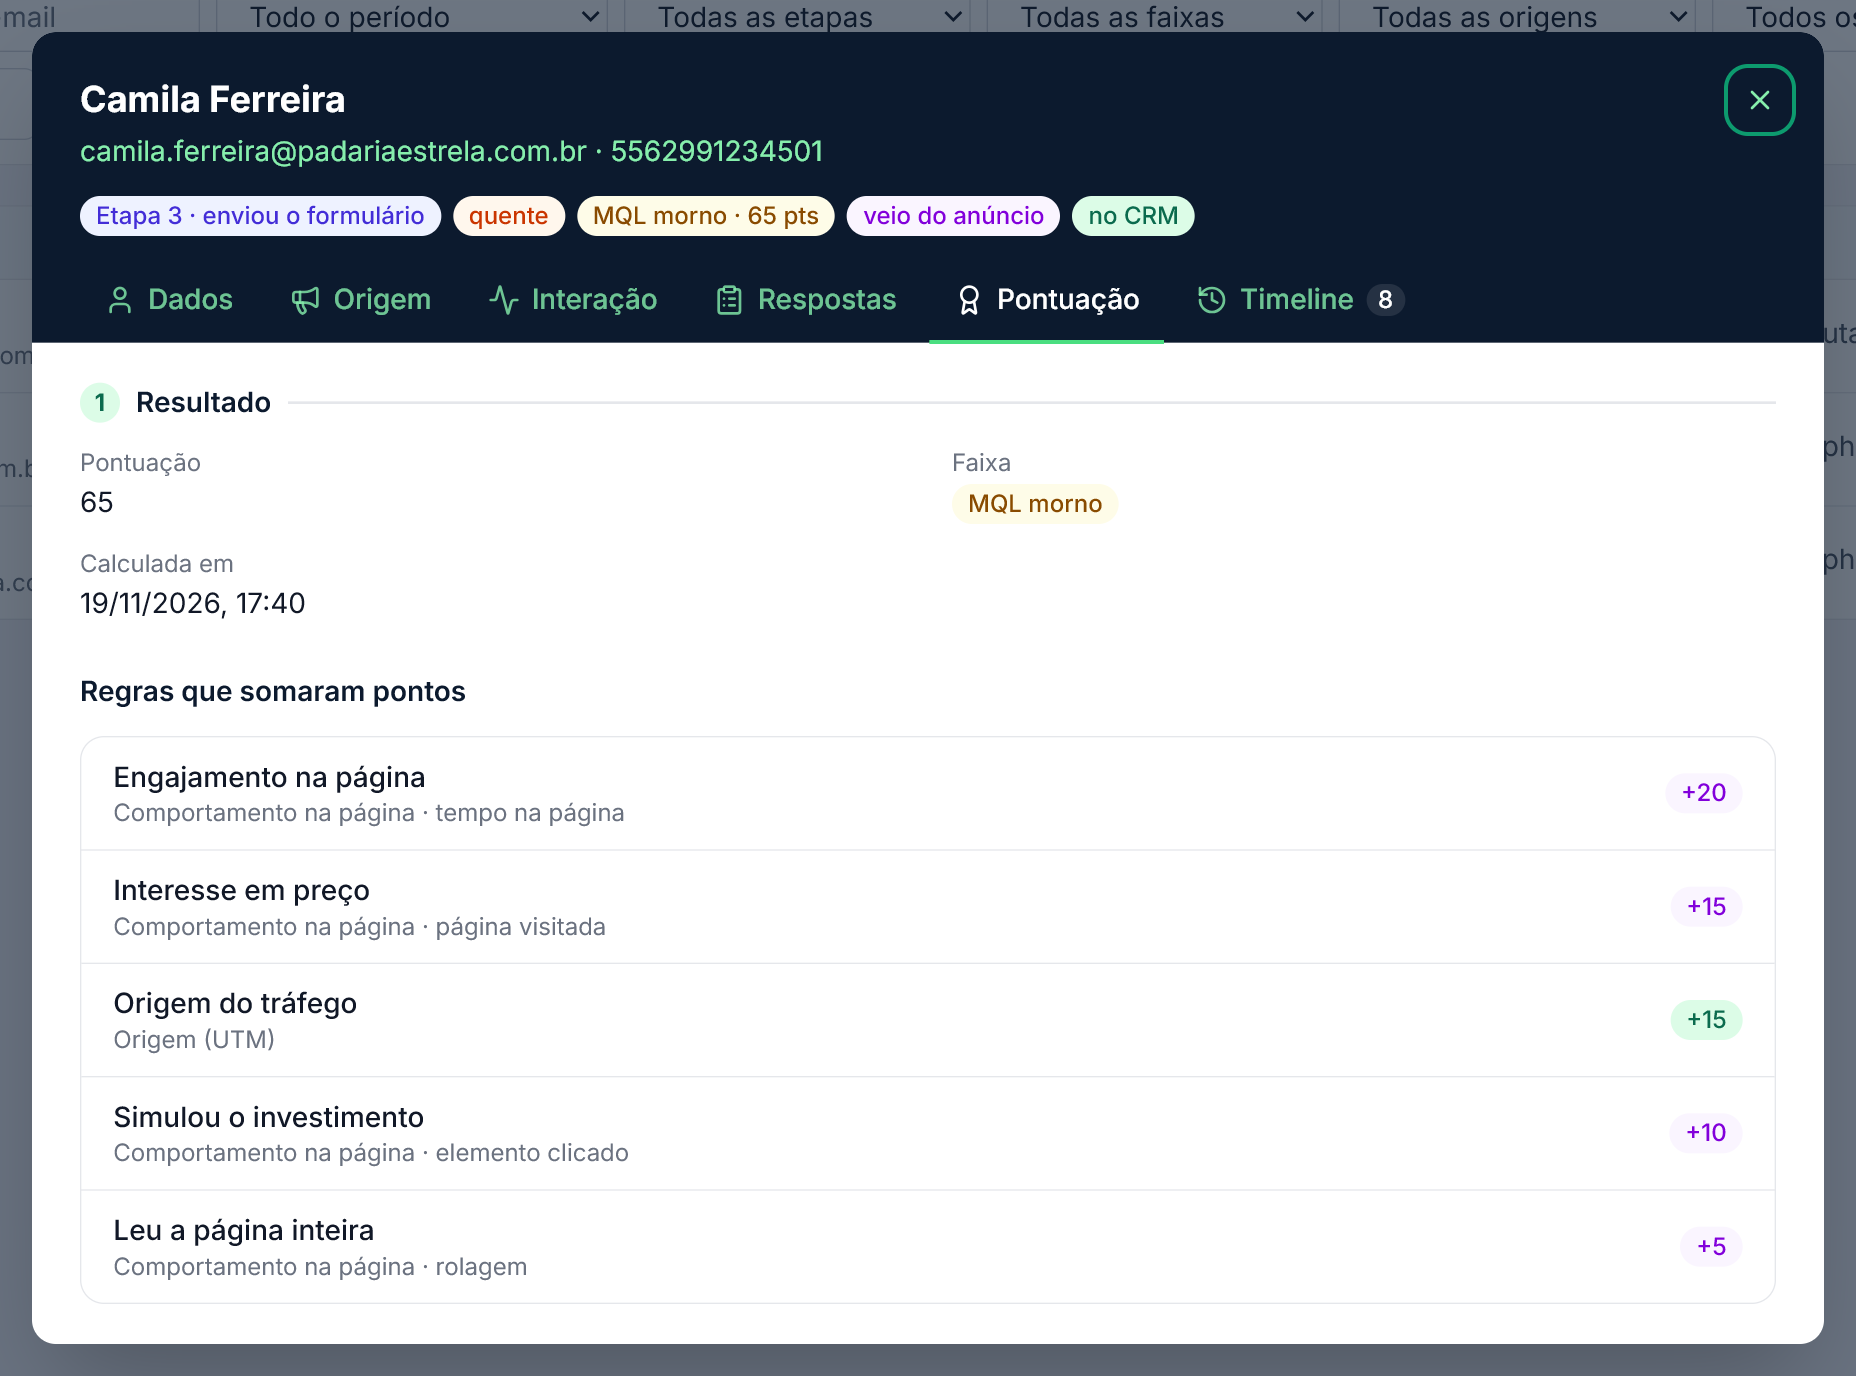 mail
Todo o período
Todas as etapas
Todas as faixas
Todas as origens
Todos os
Camila Ferreira
camila.ferreira@padariaestrela.com.br · 5562991234501
Etapa 3 · enviou o formulário
quente
MQL morno · 65 pts
veio do anúncio
no CRM
Dados
Origem
Interação
Respostas
Pontuação
Timeline 8
1 Resultado
Pontuação
65
Faixa
MQL morno
Calculada em
19/11/2026, 17:40
Regras que somaram pontos
Engajamento na página
Comportamento na página · tempo na página
+20
Interesse em preço
Comportamento na página · página visitada
+15
Origem do tráfego
Origem (UTM)
+15
Simulou o investimento
Comportamento na página · elemento clicado
+10
Leu a página inteira
Comportamento na página · rolagem
+5